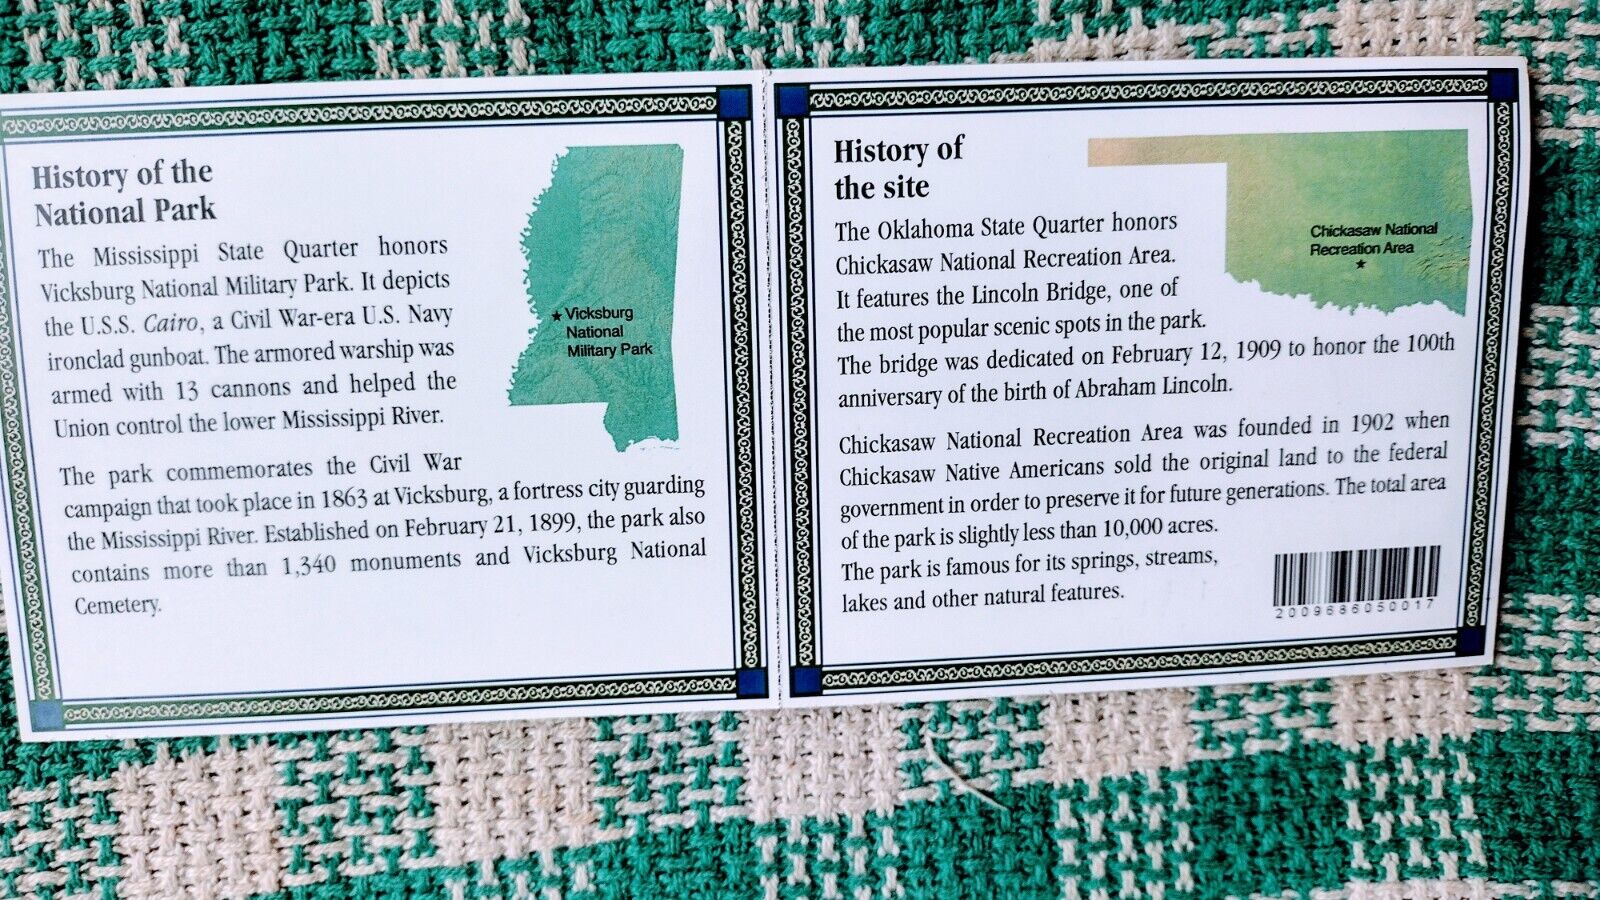 History of the
National Park
The Mississippi State Quarter honors
Vicksburg National Military Park. It depicts
the U.S.S. Cairo, a Civil War-era U.S. Navy
ironclad gunboat. The armored warship was
armed with 13 cannons and helped the
Union control the lower Mississippi River.
The park commemorates the Civil War
campaign that took place in 1863 at Vicksburg, a fortress city guarding
the Mississippi River. Established on February 21, 1899, the park also
contains more than 1,340 monuments and Vicksburg National
Cemetery.
★ Vicksburg
National
Military Park
History of
the site
The Oklahoma State Quarter honors
Chickasaw National Recreation Area.
It features the Lincoln Bridge, one of
the most popular scenic spots in the park.
The bridge was dedicated on February 12, 1909 to honor the 100th
anniversary of the birth of Abraham Lincoln.
Chickasaw National Recreation Area was founded in 1902 when
Chickasaw Native Americans sold the original land to the federal
government in order to preserve it for future generations. The total area
of the park is slightly less than 10,000 acres.
The park is famous for its springs, streams,
lakes and other natural features.
Chickasaw National
Recreation Area
★
2009686050017